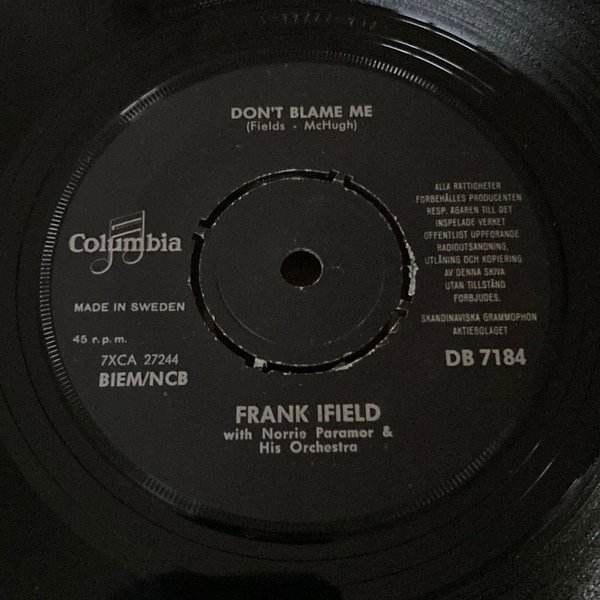 DON'T BLAME ME
(Fields - McHugh)
Columbia
MADE IN SWEDEN
45 r.p.m.
7XCA 27244
BIEM/NCB
ALLA RÄTTIGHETER
FÖRBEHÅLLES PRODUCENTEN
RESP. ÄGAREN TILL DET
INSPELADE VERKET
OFFENTLIGT UPPFÖRANDE
RADIOUTSÄNDNING,
UTLÅNING OCH KOPIERING
AV DENNA SKIVA
UTAN TILLSTÅND
FÖRBJUDES.
SKANDINAVISKA GRAMMOPHON
AKTIEBOLAGET
DB 7184
FRANK IFIELD
with Norrie Paramor &
His Orchestra